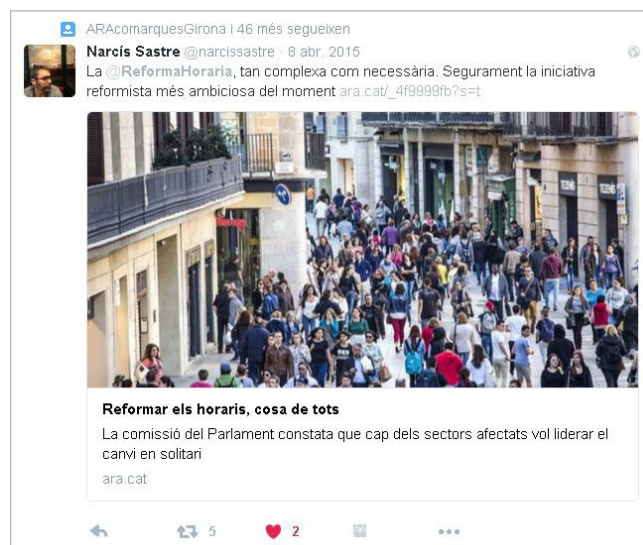 ARAcomarquesGirona i 46 més segueixen
Narcís Sastre @narcissastre · 8 abr. 2015
La @ReformaHoraria, tan complexa com necessària. Segurament la iniciativa
reformista més ambiciosa del moment ara.cat/_4f9999fb?s=t
TEZENIS
Reformar els horaris, cosa de tots
La comissió del Parlament constata que cap dels sectors afectats vol liderar el
canvi en solitari
ara.cat
5
2